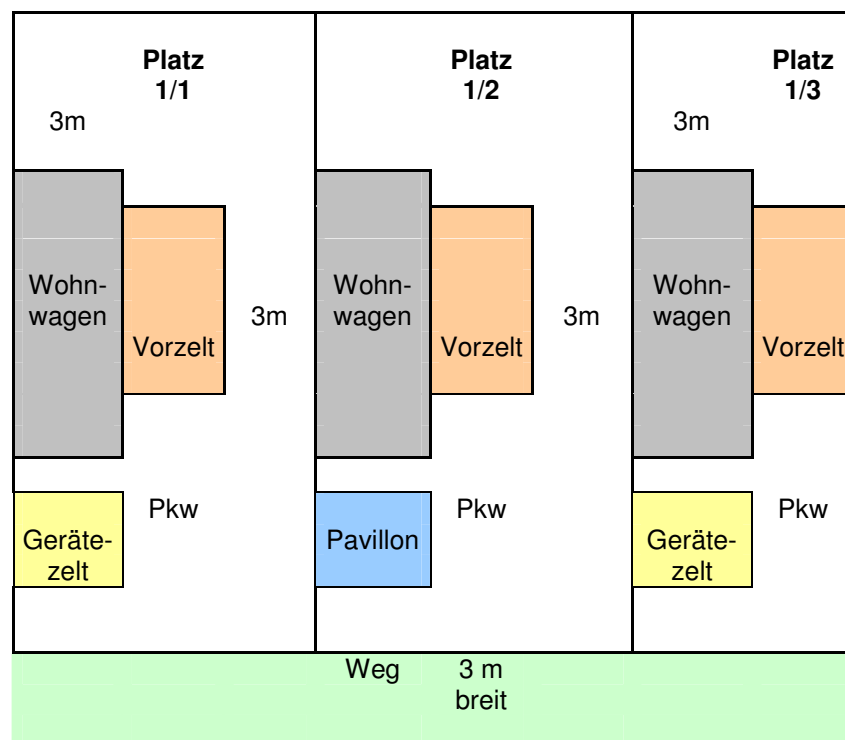 Platz
1/1
Platz
1/2
Platz
1/3
3m
3m
Wohn-
wagen
Vorzelt
3m
Wohn-
wagen
Vorzelt
3m
Wohn-
wagen
Vorzelt
Geräte-
zelt
Pkw
Pavillon
Pkw
Geräte-
zelt
Pkw
Weg 3 m
breit